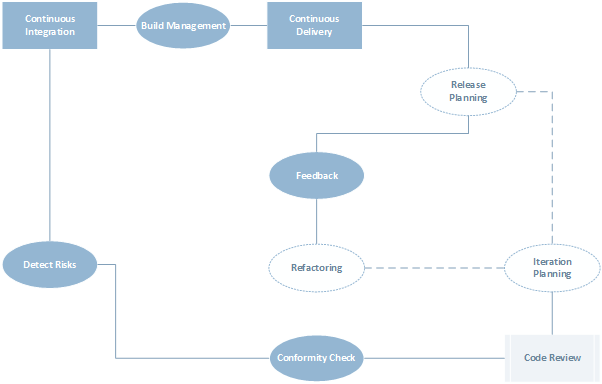 Continuous
Integration
Build Management
Continuous
Delivery
Release
Planning
Feedback
Detect Risks
Refactoring
Iteration
Planning
Conformity Check
Code Review